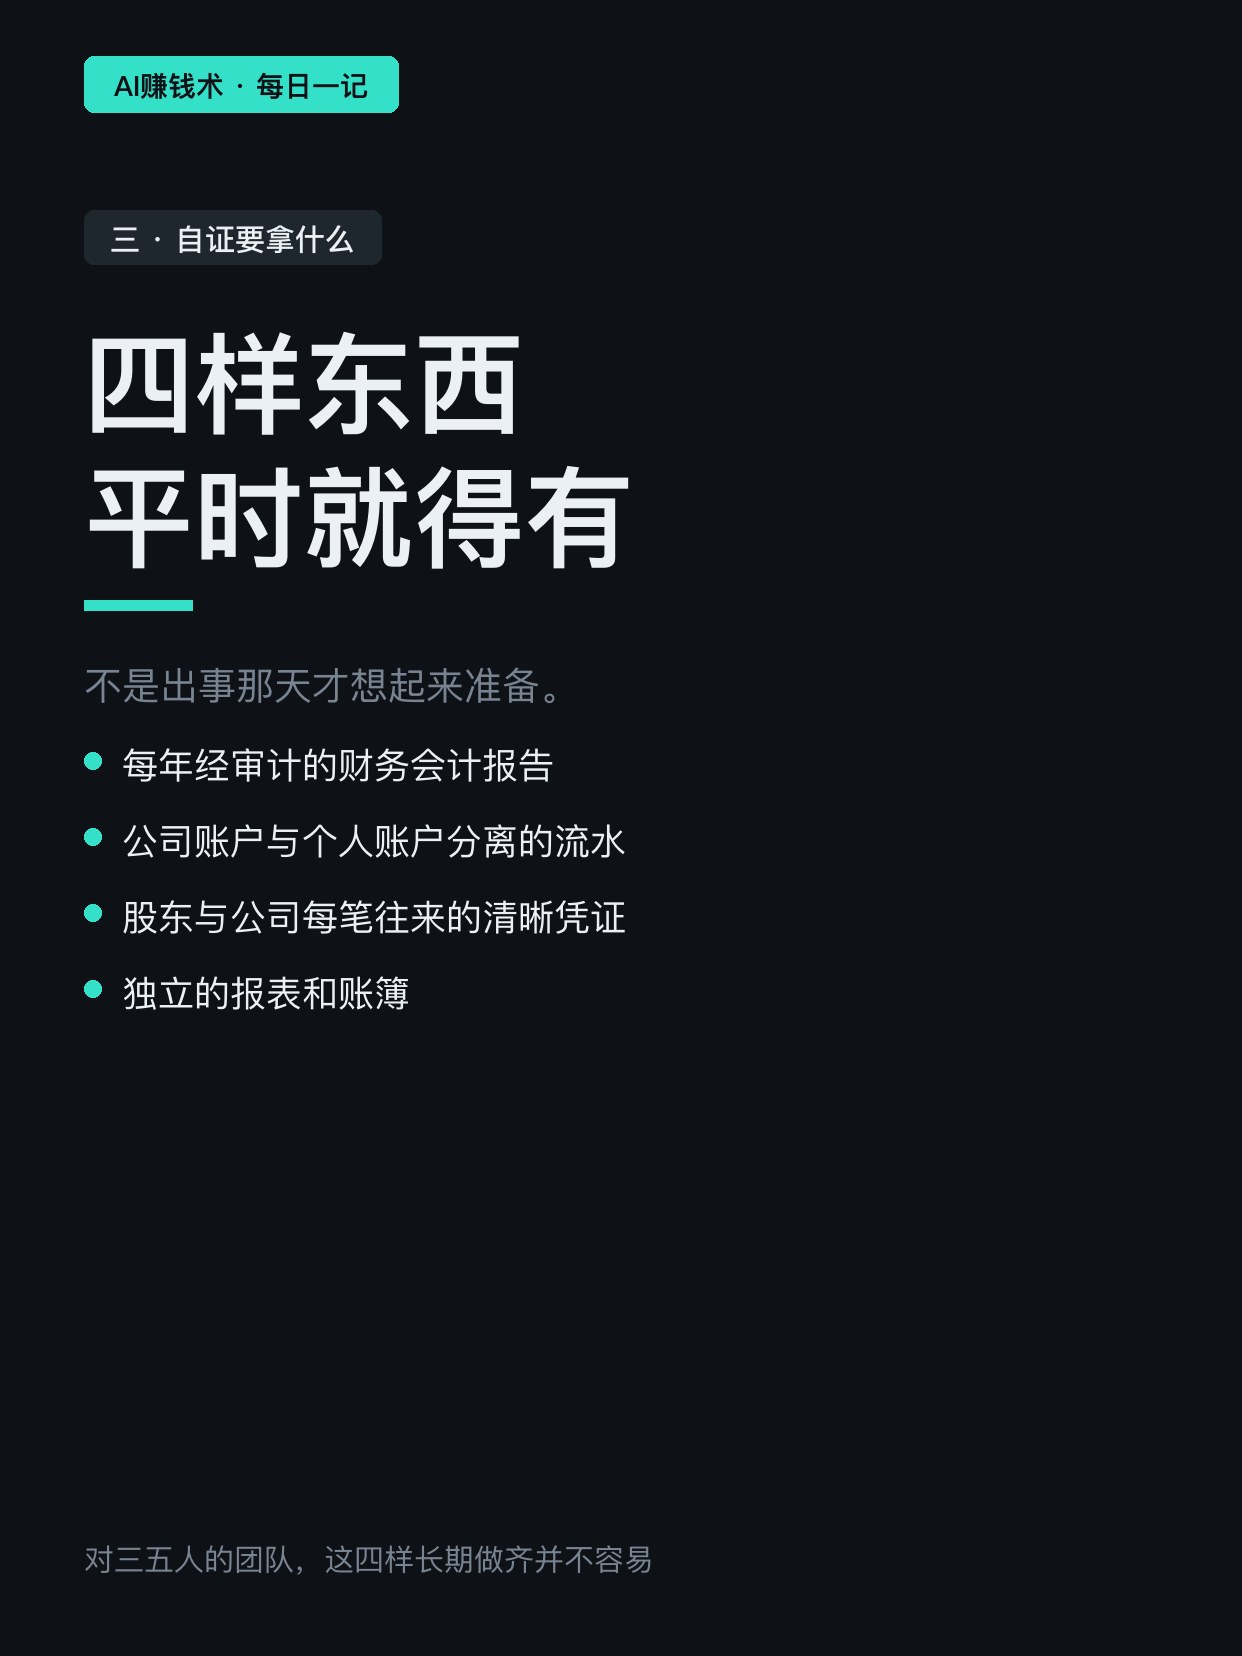 AI赚钱术 · 每日一记
三 · 自证要拿什么
四样东西
平时就得有
不是出事那天才想起来准备。
每年经审计的财务会计报告
公司账户与个人账户分离的流水
股东与公司每笔往来的清晰凭证
独立的报表和账簿
对三五人的团队，这四样长期做齐并不容易